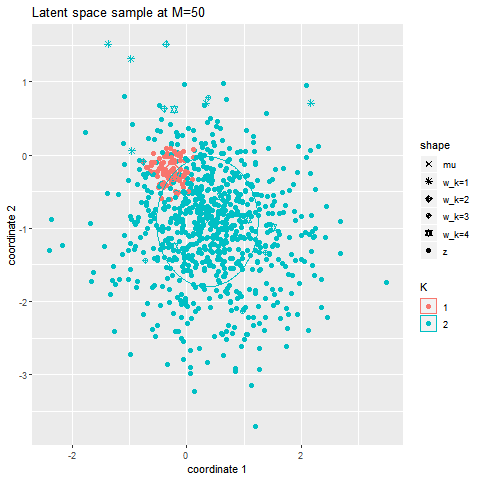 Latent space sample at M=50
1
0
-1
-2
-3
coordinate 2
-2
0
2
coordinate 1
shape
mu
w_k=1
w_k=2
w_k=3
w_k=4
z
K
1
2